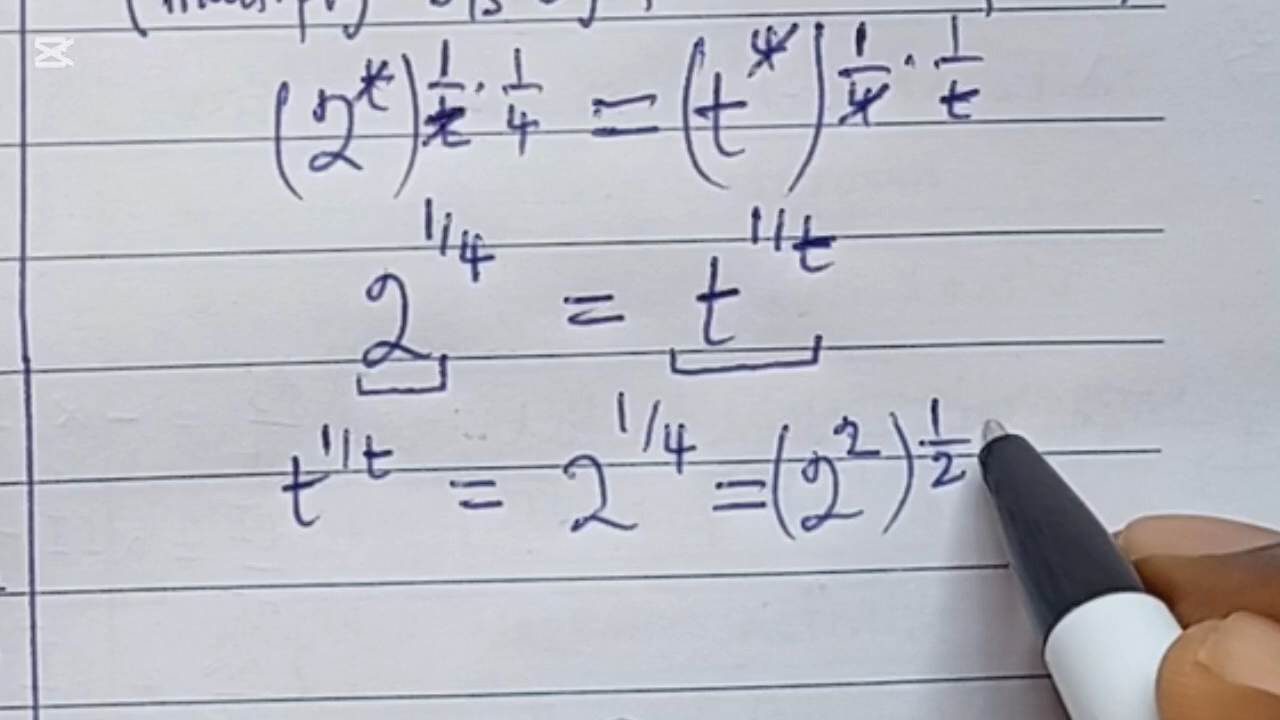 (2^t)^{1/t · 1/4} = (t^4)^{1/4 · 1/t}
2^{1/4} = t^{1/t}
t^{1/t} = 2^{1/4} = (2^2)^{1/2}